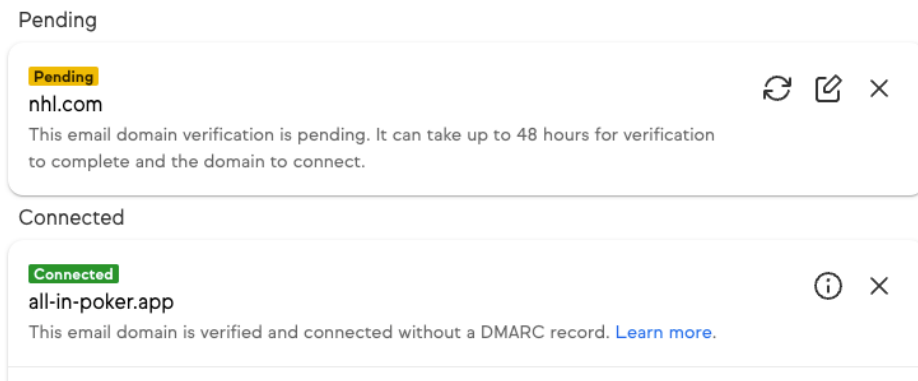 Pending
Pending
nhl.com
This email domain verification is pending. It can take up to 48 hours for verification
to complete and the domain to connect.
Connected
Connected
all-in-poker.app
This email domain is verified and connected without a DMARC record. Learn more.